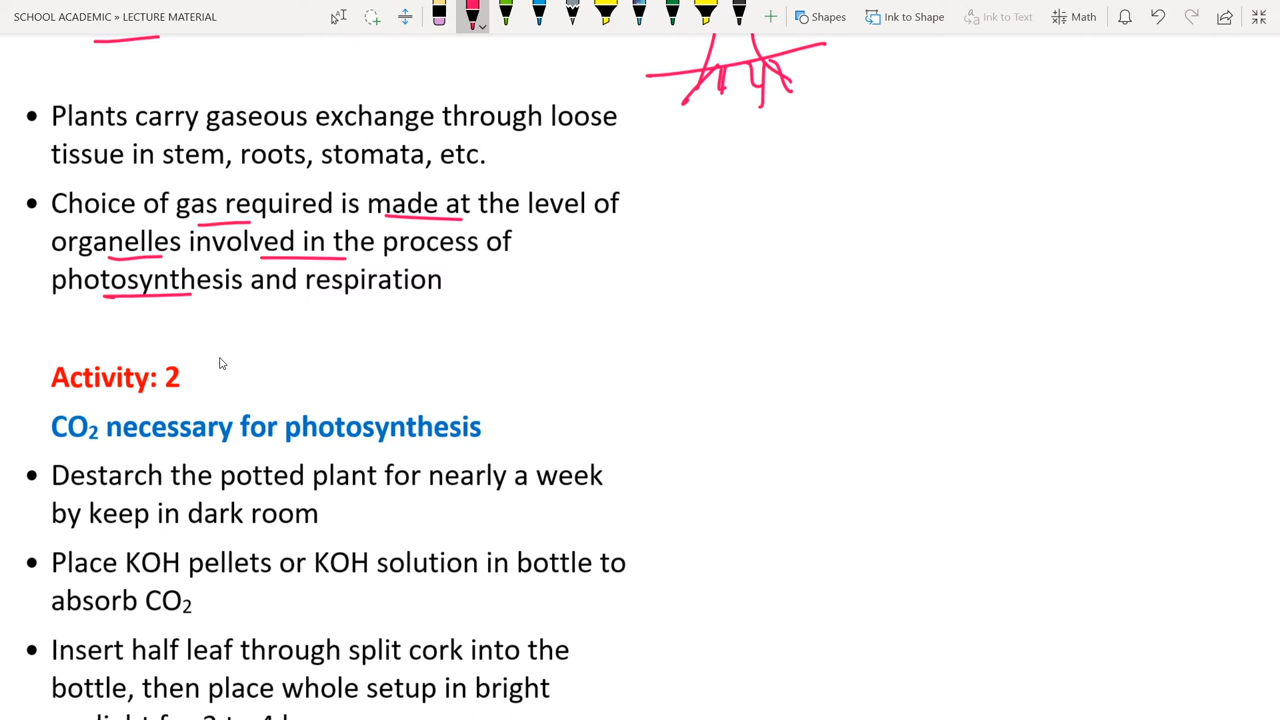 SCHOOL ACADEMIC » LECTURE MATERIAL
Shapes
Ink to Shape
Ink to Text
Math
• Plants carry gaseous exchange through loose
tissue in stem, roots, stomata, etc.
• Choice of gas required is made at the level of
organelles involved in the process of
photosynthesis and respiration
Activity: 2
CO₂ necessary for photosynthesis
• Destarch the potted plant for nearly a week
by keep in dark room
• Place KOH pellets or KOH solution in bottle to
absorb CO₂
• Insert half leaf through split cork into the
bottle, then place whole setup in bright